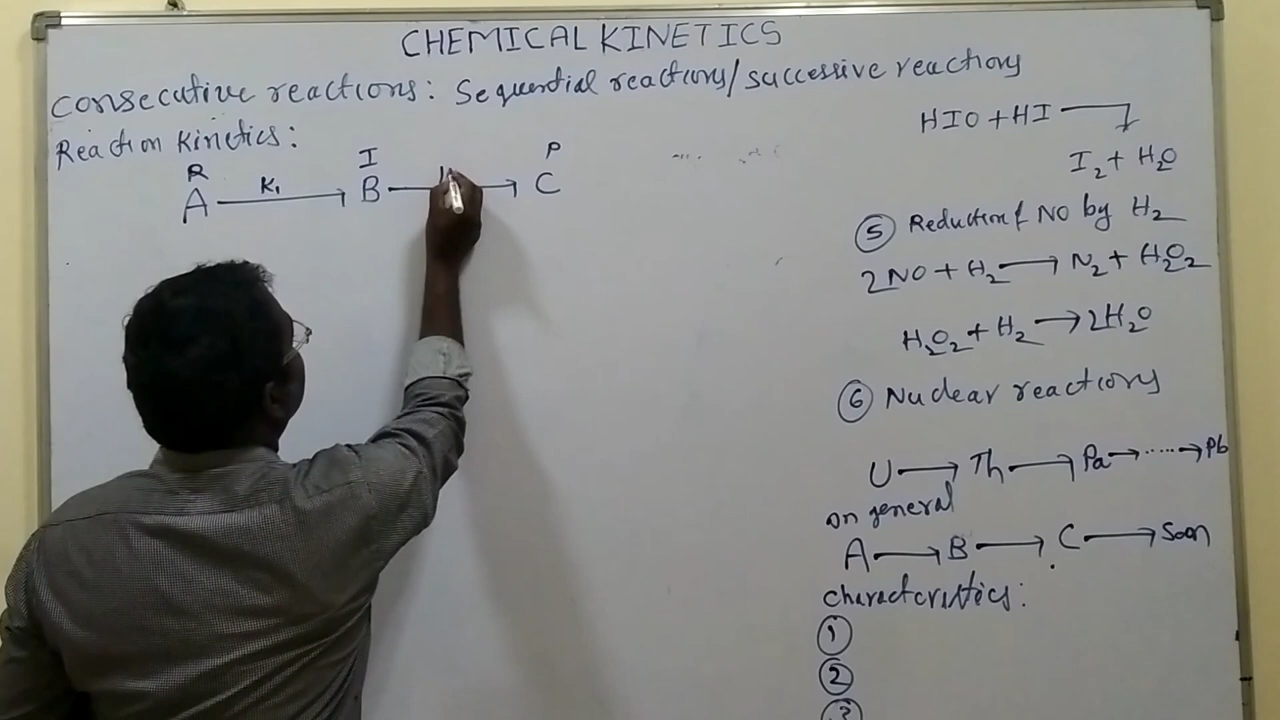 CHEMICAL KINETICS
Consecutive reactions: Sequential reactions/successive reactions
Reaction Kinetics:
R I P
A K₁ → B → C
HIO + HI →
I₂ + H₂O
⑤ Reduction of NO by H₂
2NO + H₂ → N₂ + H₂O₂
H₂O₂ + H₂ → 2H₂O
⑥ Nuclear reactions
U → Th → Pa → ..... → Pb
on general
A → B → C → Soon
characteristics:
①
②
③